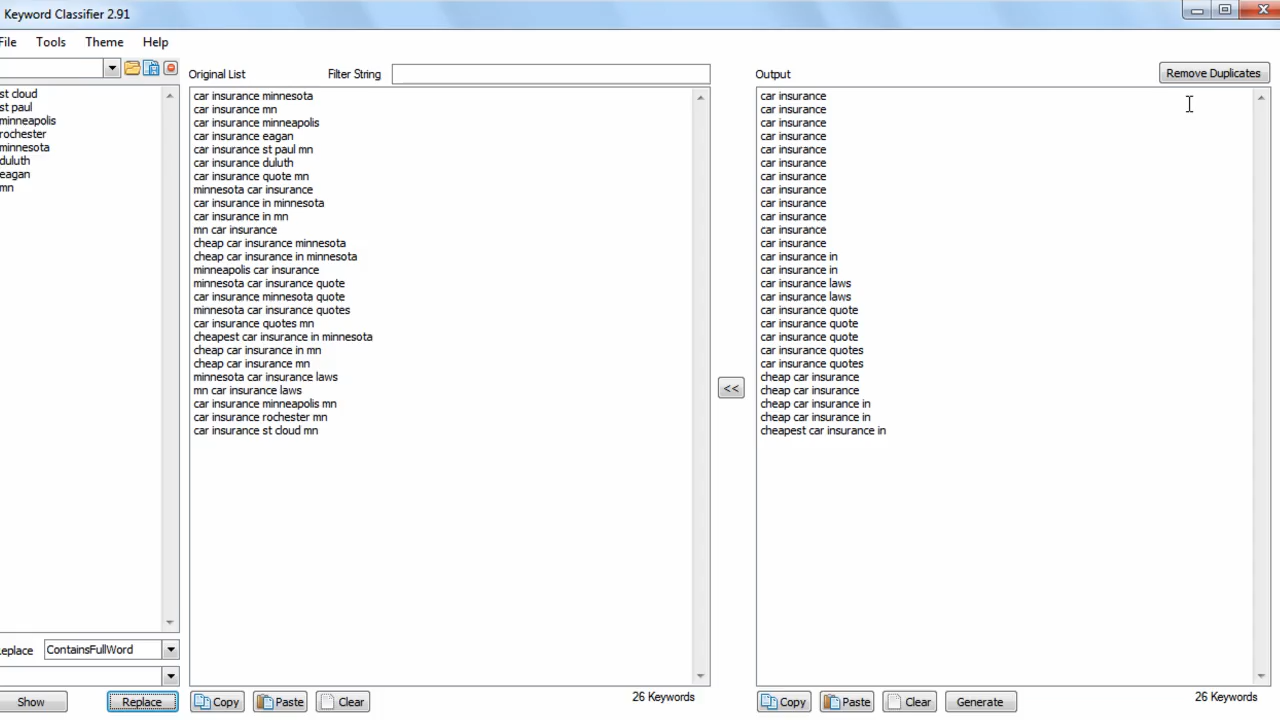 Keyword Classifier 2.91
File Tools Theme Help
Original List Filter String Output Remove Duplicates
st cloud
st paul
minneapolis
rochester
minnesota
duluth
eagan
mn
car insurance minnesota
car insurance mn
car insurance minneapolis
car insurance eagan
car insurance st paul mn
car insurance duluth
car insurance quote mn
minnesota car insurance
car insurance in minnesota
car insurance in mn
mn car insurance
cheap car insurance minnesota
cheap car insurance in minnesota
minneapolis car insurance
minnesota car insurance quote
car insurance minnesota quote
minnesota car insurance quotes
car insurance quotes mn
cheapest car insurance in minnesota
cheap car insurance in mn
cheap car insurance mn
minnesota car insurance laws
mn car insurance laws
car insurance minneapolis mn
car insurance rochester mn
car insurance st cloud mn
<<
car insurance
car insurance
car insurance
car insurance
car insurance
car insurance
car insurance
car insurance
car insurance
car insurance
car insurance
car insurance
car insurance in
car insurance in
car insurance laws
car insurance laws
car insurance quote
car insurance quote
car insurance quote
car insurance quotes
car insurance quotes
cheap car insurance
cheap car insurance
cheap car insurance in
cheap car insurance in
cheapest car insurance in
eplace ContainsFullWord
Show Replace Copy Paste Clear 26 Keywords Copy Paste Clear Generate 26 Keywords